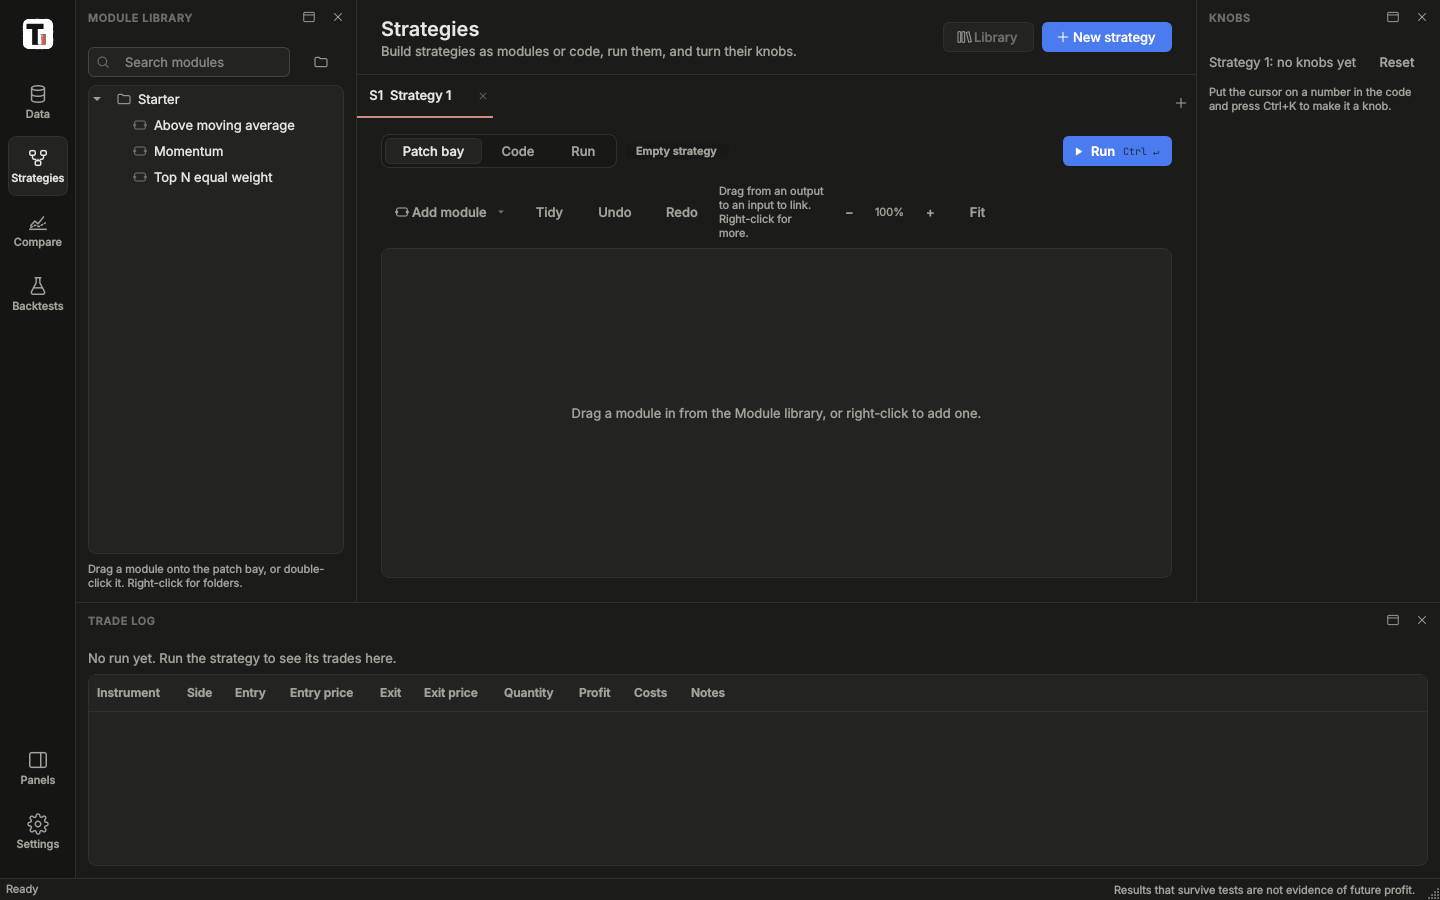 MODULE LIBRARY
Search modules
Starter
Above moving average
Momentum
Top N equal weight
Drag a module onto the patch bay, or double-
click it. Right-click for folders.
Data
Strategies
Compare
Backtests
Panels
Settings
Strategies
Build strategies as modules or code, run them, and turn their knobs.
Library
+ New strategy
S1 Strategy 1
Patch bay
Code
Run
Empty strategy
Run Ctrl ↵
Add module
Tidy
Undo
Redo
Drag from an output
to an input to link.
Right-click for
more.
− 100% +
Fit
Drag a module in from the Module library, or right-click to add one.
KNOBS
Strategy 1: no knobs yet
Reset
Put the cursor on a number in the code
and press Ctrl+K to make it a knob.
TRADE LOG
No run yet. Run the strategy to see its trades here.
Instrument Side Entry Entry price Exit Exit price Quantity Profit Costs Notes
Ready
Results that survive tests are not evidence of future profit.